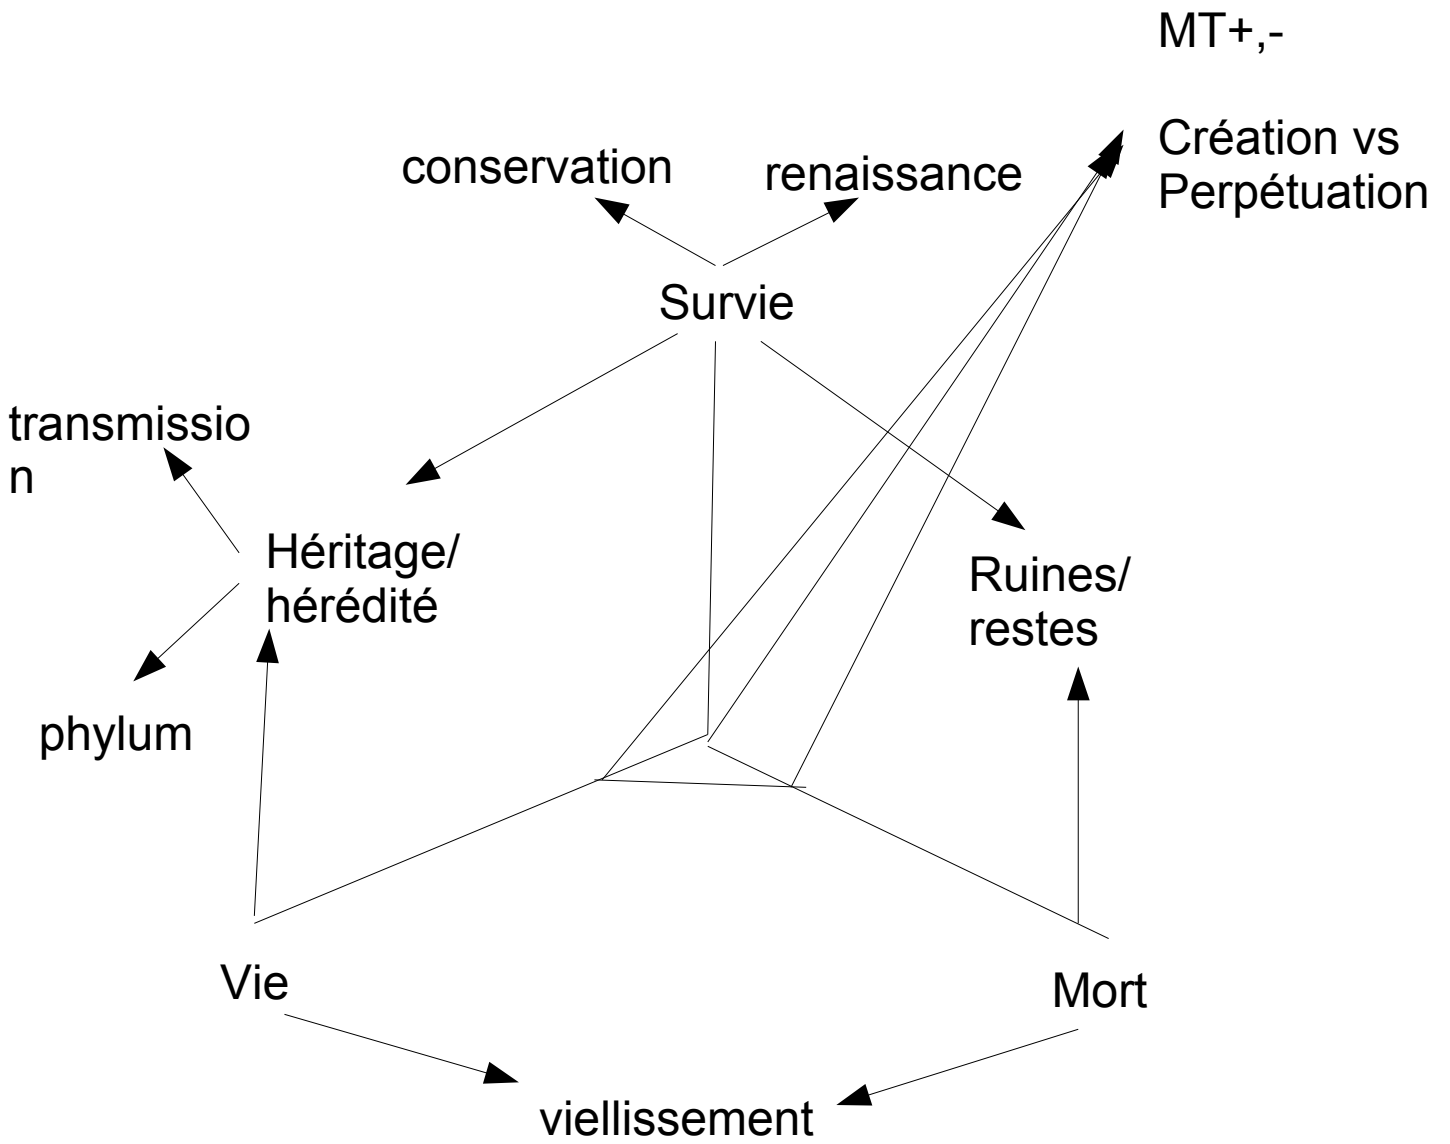 MT+,-
Création vs
Perpétuation
conservation
renaissance
Survie
transmissio
n
Héritage/
hérédité
Ruines/
restes
phylum
Vie
Mort
viellissement